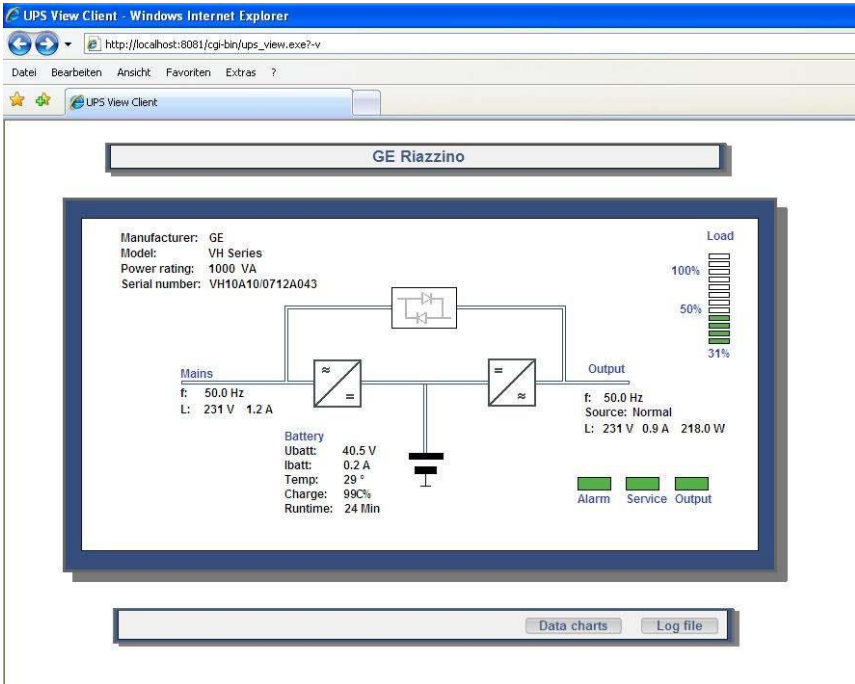 UPS View Client - Windows Internet Explorer
http://localhost:8081/cgi-bin/ups_view.exe?-v
Datei Bearbeiten Ansicht Favoriten Extras ?
UPS View Client
GE Riazzino
Manufacturer: GE
Model: VH Series
Power rating: 1000 VA
Serial number: VH10A10/0712A043
Load
100%
50%
31%
Mains
f: 50.0 Hz
L: 231 V 1.2 A
≈
=
=
≈
Output
f: 50.0 Hz
Source: Normal
L: 231 V 0.9 A 218.0 W
Battery
Ubatt: 40.5 V
Ibatt: 0.2 A
Temp: 29 °
Charge: 99C%
Runtime: 24 Min
Alarm Service Output
Data charts Log file